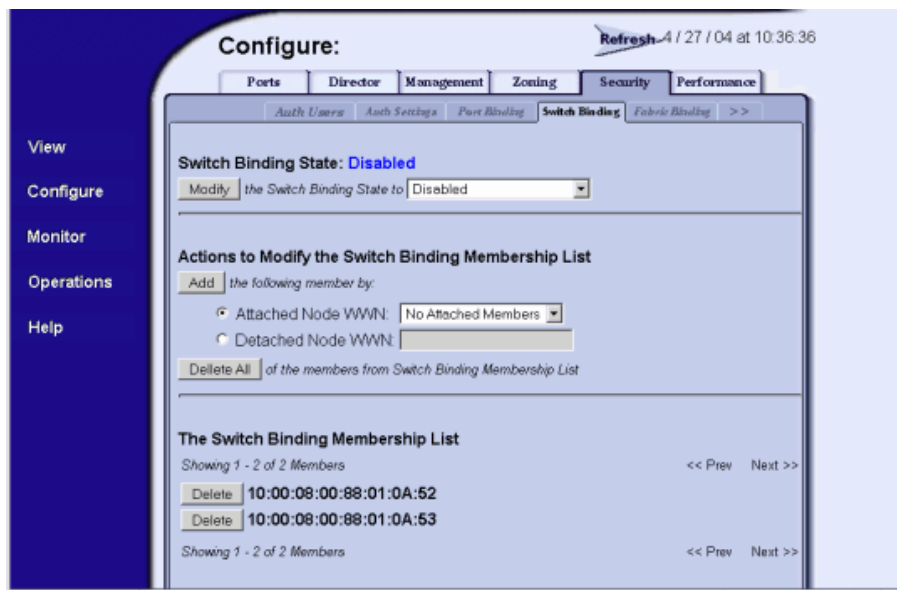 Configure:
Refresh 4 / 27 / 04 at 10:36:36
Ports Director Management Zoning Security Performance
Auth Users Auth Settings Port Binding Switch Binding Fabric Binding >>
View
Configure
Monitor
Operations
Help
Switch Binding State: Disabled
Modify the Switch Binding State to Disabled
Actions to Modify the Switch Binding Membership List
Add the following member by:
Attached Node WWN: No Attached Members
Detached Node WWN:
Dellete All of the members from Switch Binding Membership List
The Switch Binding Membership List
Showing 1 - 2 of 2 Members << Prev Next >>
Delete 10:00:08:00:88:01:0A:52
Delete 10:00:08:00:88:01:0A:53
Showing 1 - 2 of 2 Members << Prev Next >>